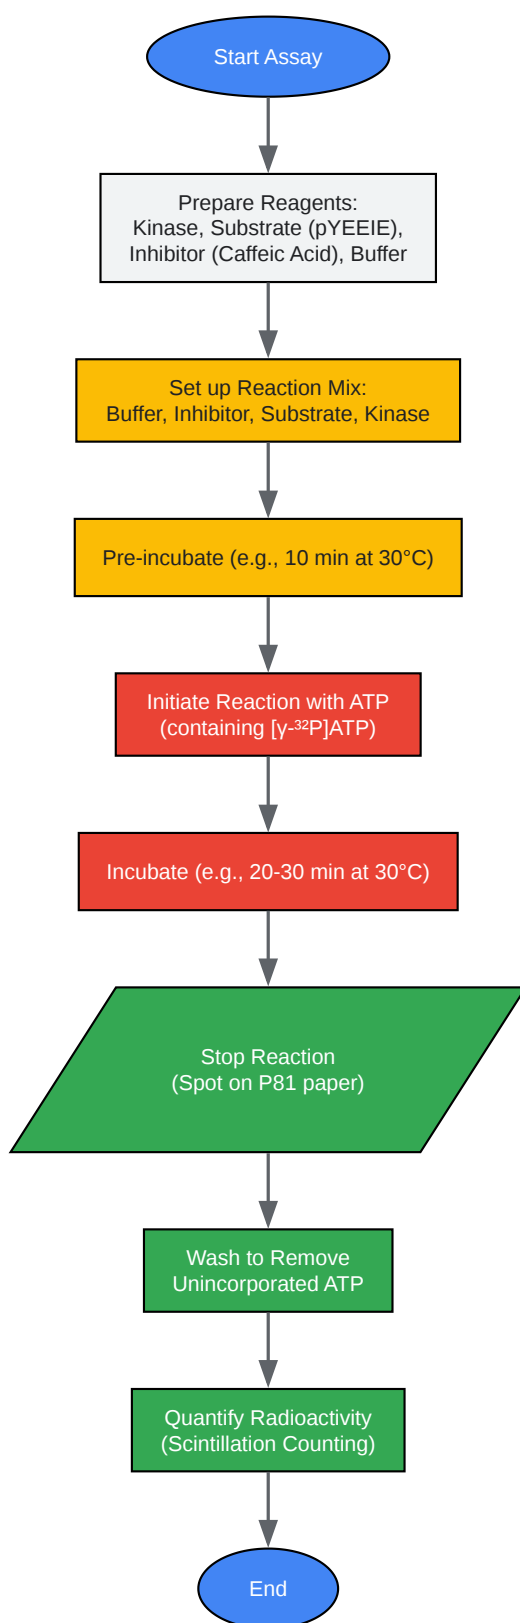 Start Assay
Prepare Reagents:
Kinase, Substrate (pYEEIE),
Inhibitor (Caffeic Acid), Buffer
Set up Reaction Mix:
Buffer, Inhibitor, Substrate, Kinase
Pre-incubate (e.g., 10 min at 30°C)
Initiate Reaction with ATP
(containing [γ-³²P]ATP)
Incubate (e.g., 20-30 min at 30°C)
Stop Reaction
(Spot on P81 paper)
Wash to Remove
Unincorporated ATP
Quantify Radioactivity
(Scintillation Counting)
End